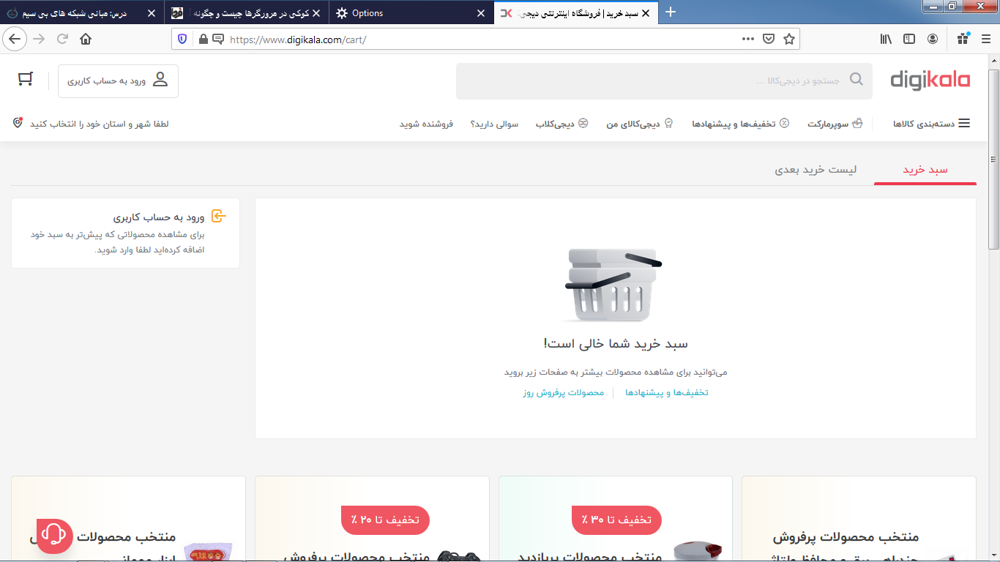 درس: مبانی شبکه های بی سیم
کوکی در مرورگرها چیست و چگونه
Options
سبد خرید | فروشگاه اینترنتی دیجی
https://www.digikala.com/cart/
digikala
جستجو در دیجی‌کالا ...
ورود به حساب کاربری
دسته‌بندی کالاها
سوپرمارکت
تخفیف‌ها و پیشنهادها
دیجی‌کالای من
دیجی‌کلاب
سوالی دارید؟
فروشنده شوید
لطفا شهر و استان خود را انتخاب کنید
سبد خرید
لیست خرید بعدی
ورود به حساب کاربری
برای مشاهده محصولاتی که پیش‌تر به سبد خود
اضافه کرده‌اید لطفا وارد شوید.
سبد خرید شما خالی است!
می‌توانید برای مشاهده محصولات بیشتر به صفحات زیر بروید
تخفیف‌ها و پیشنهادها
محصولات پرفروش روز
منتخب محصولات پرفروش
چندراهی برق و محافظ ولتاژ
تخفیف تا ۳۰ ٪
منتخب محصولات پربازدید
تخفیف تا ۲۰ ٪
منتخب محصولات پرفروش
منتخب محصولات